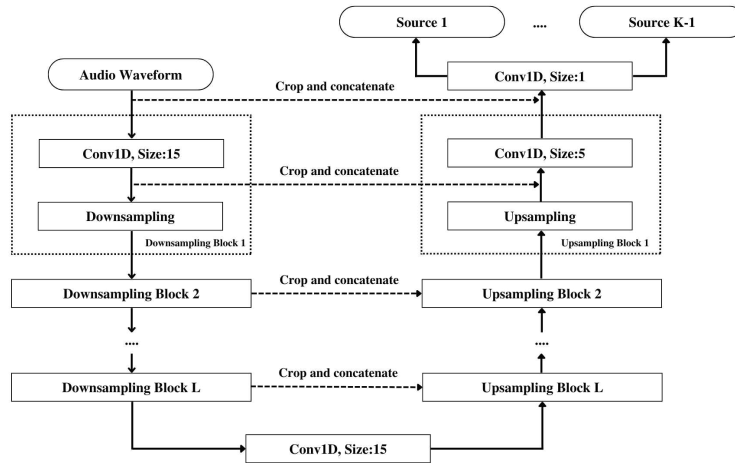 Source 1
....
Source K-1
Audio Waveform
Crop and concatenate
Conv1D, Size:1
Conv1D, Size:15
Crop and concatenate
Conv1D, Size:5
Downsampling
Upsampling
Downsampling Block 1
Upsampling Block 1
Downsampling Block 2
Crop and concatenate
Upsampling Block 2
....
....
Downsampling Block L
Crop and concatenate
Upsampling Block L
Conv1D, Size:15